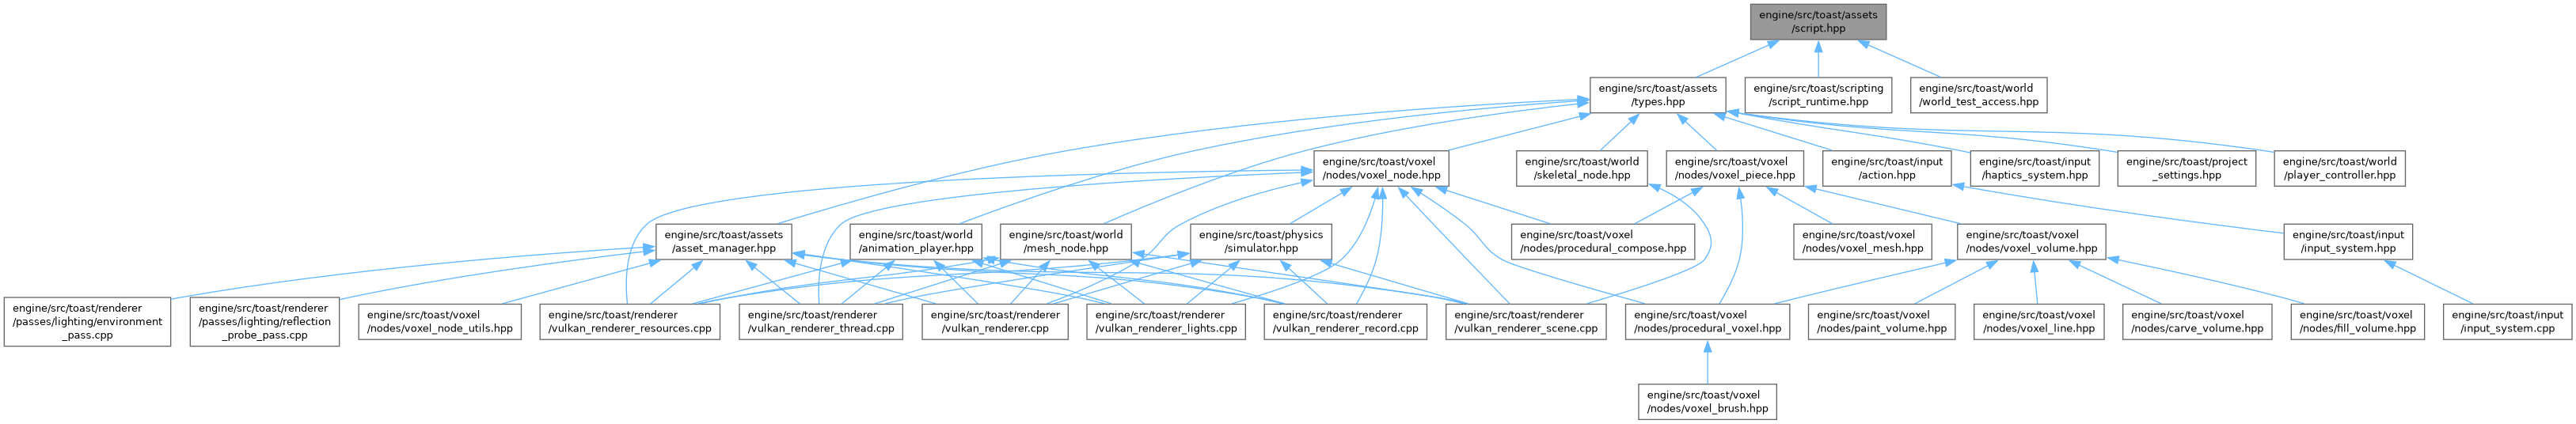 engine/src/toast/assets
/script.hpp
engine/src/toast/assets
/types.hpp
engine/src/toast/scripting
/script_runtime.hpp
engine/src/toast/world
/world_test_access.hpp
engine/src/toast/voxel
/nodes/voxel_node.hpp
engine/src/toast/world
/skeletal_node.hpp
engine/src/toast/voxel
/nodes/voxel_piece.hpp
engine/src/toast/input
/action.hpp
engine/src/toast/input
/haptics_system.hpp
engine/src/toast/project
_settings.hpp
engine/src/toast/world
/player_controller.hpp
engine/src/toast/assets
/asset_manager.hpp
engine/src/toast/world
/animation_player.hpp
engine/src/toast/world
/mesh_node.hpp
engine/src/toast/physics
/simulator.hpp
engine/src/toast/voxel
/nodes/procedural_compose.hpp
engine/src/toast/voxel
/nodes/voxel_mesh.hpp
engine/src/toast/voxel
/nodes/voxel_volume.hpp
engine/src/toast/input
/input_system.hpp
engine/src/toast/renderer
/passes/lighting/environment
_pass.cpp
engine/src/toast/renderer
/passes/lighting/reflection
_probe_pass.cpp
engine/src/toast/voxel
/nodes/voxel_node_utils.hpp
engine/src/toast/renderer
/vulkan_renderer_resources.cpp
engine/src/toast/renderer
/vulkan_renderer_thread.cpp
engine/src/toast/renderer
/vulkan_renderer.cpp
engine/src/toast/renderer
/vulkan_renderer_lights.cpp
engine/src/toast/renderer
/vulkan_renderer_record.cpp
engine/src/toast/renderer
/vulkan_renderer_scene.cpp
engine/src/toast/voxel
/nodes/procedural_voxel.hpp
engine/src/toast/voxel
/nodes/paint_volume.hpp
engine/src/toast/voxel
/nodes/voxel_line.hpp
engine/src/toast/voxel
/nodes/carve_volume.hpp
engine/src/toast/voxel
/nodes/fill_volume.hpp
engine/src/toast/input
/input_system.cpp
engine/src/toast/voxel
/nodes/voxel_brush.hpp